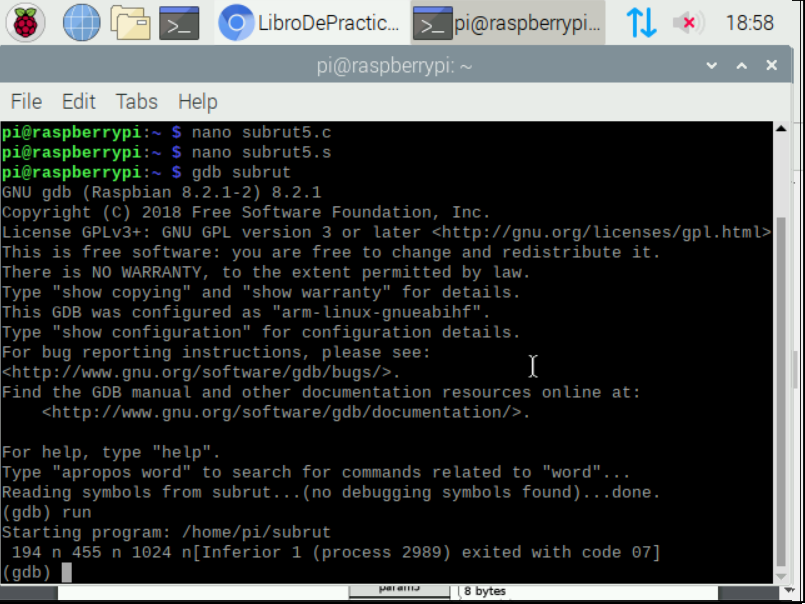 LibroDePractic...
pi@raspberrypi...
18:58
pi@raspberrypi: ~
File Edit Tabs Help
pi@raspberrypi:~ $ nano subrut5.c
pi@raspberrypi:~ $ nano subrut5.s
pi@raspberrypi:~ $ gdb subrut
GNU gdb (Raspbian 8.2.1-2) 8.2.1
Copyright (C) 2018 Free Software Foundation, Inc.
License GPLv3+: GNU GPL version 3 or later <http://gnu.org/licenses/gpl.html>
This is free software: you are free to change and redistribute it.
There is NO WARRANTY, to the extent permitted by law.
Type "show copying" and "show warranty" for details.
This GDB was configured as "arm-linux-gnueabihf".
Type "show configuration" for configuration details.
For bug reporting instructions, please see:
<http://www.gnu.org/software/gdb/bugs/>.
Find the GDB manual and other documentation resources online at:
    <http://www.gnu.org/software/gdb/documentation/>.
For help, type "help".
Type "apropos word" to search for commands related to "word"...
Reading symbols from subrut...(no debugging symbols found)...done.
(gdb) run
Starting program: /home/pi/subrut
 194 n 455 n 1024 n[Inferior 1 (process 2989) exited with code 07]
(gdb)
params
8 bytes